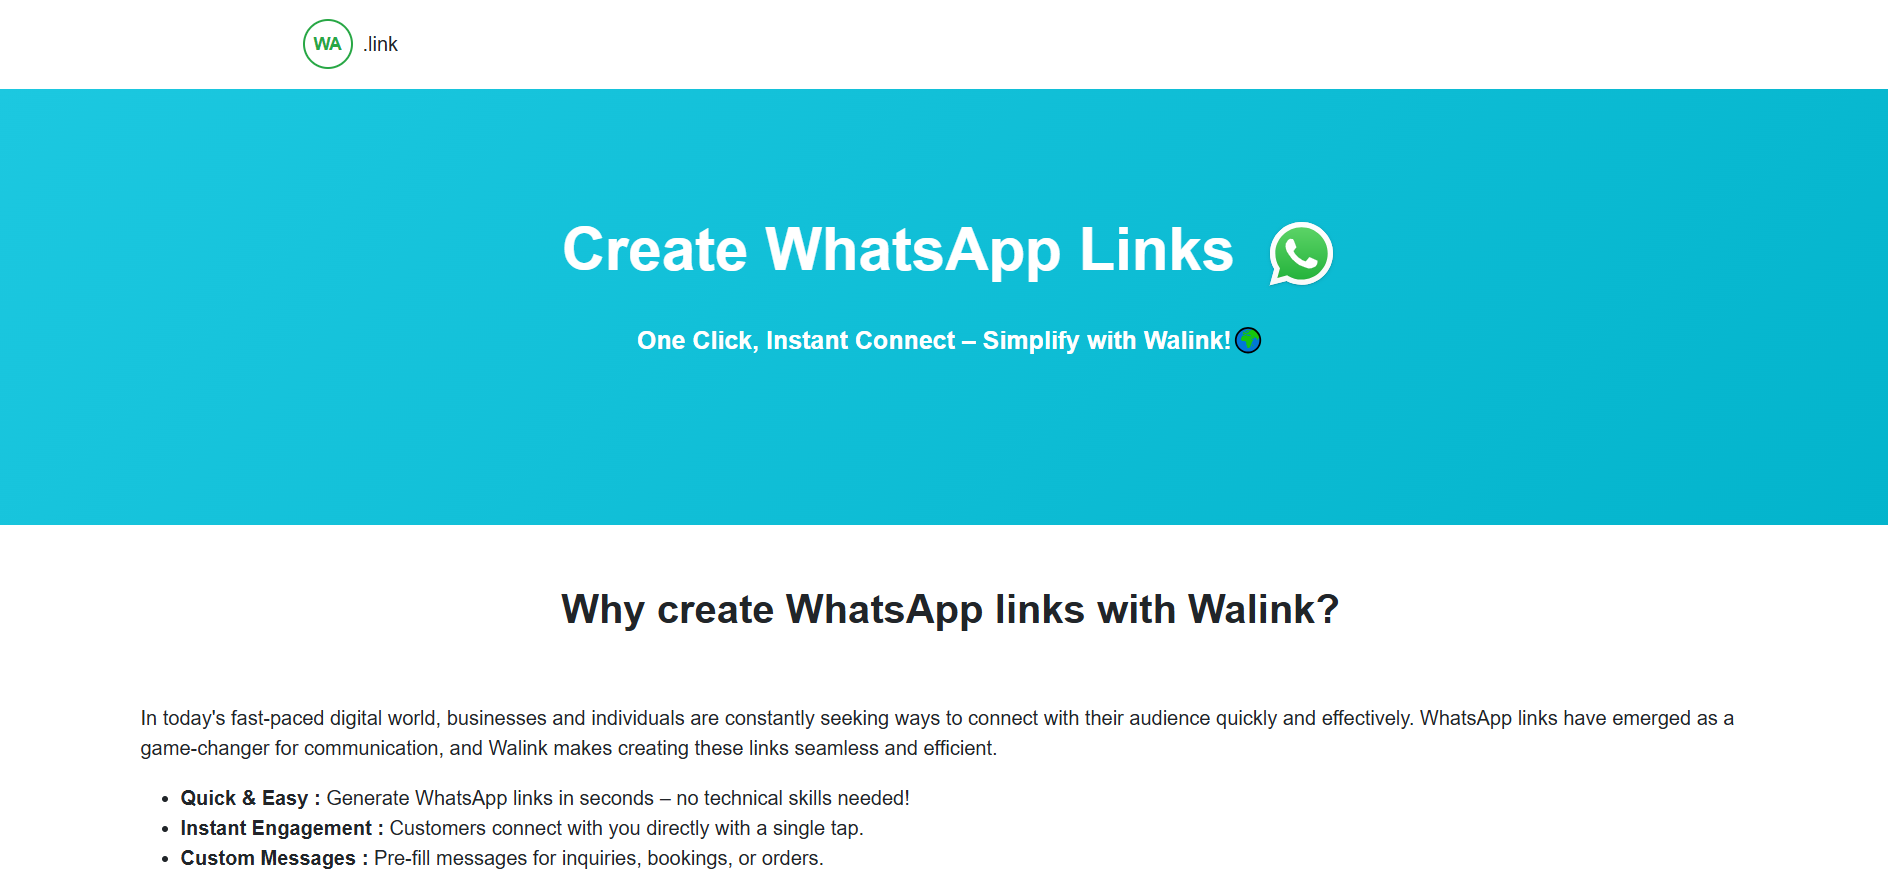 WA .link
Create WhatsApp Links
One Click, Instant Connect – Simplify with Walink!
Why create WhatsApp links with Walink?
In today's fast-paced digital world, businesses and individuals are constantly seeking ways to connect with their audience quickly and effectively. WhatsApp links have emerged as a
game-changer for communication, and Walink makes creating these links seamless and efficient.
• Quick & Easy : Generate WhatsApp links in seconds – no technical skills needed!
• Instant Engagement : Customers connect with you directly with a single tap.
• Custom Messages : Pre-fill messages for inquiries, bookings, or orders.